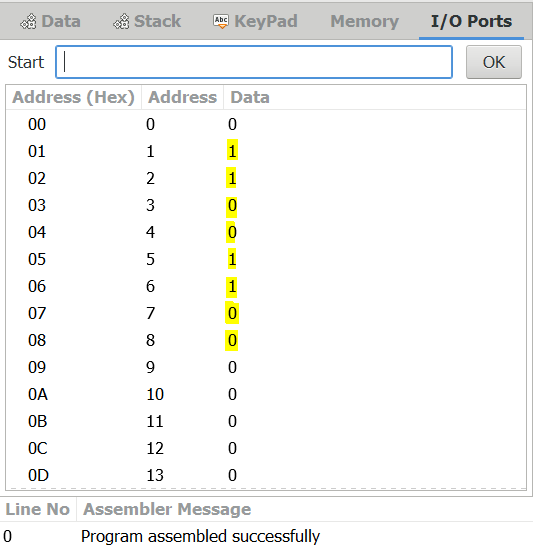 Data Stack Abc KeyPad Memory I/O Ports
Start OK
Address (Hex) Address Data
00 0 0
01 1 1
02 2 1
03 3 0
04 4 0
05 5 1
06 6 1
07 7 0
08 8 0
09 9 0
0A 10 0
0B 11 0
0C 12 0
0D 13 0
Line No Assembler Message
0 Program assembled successfully